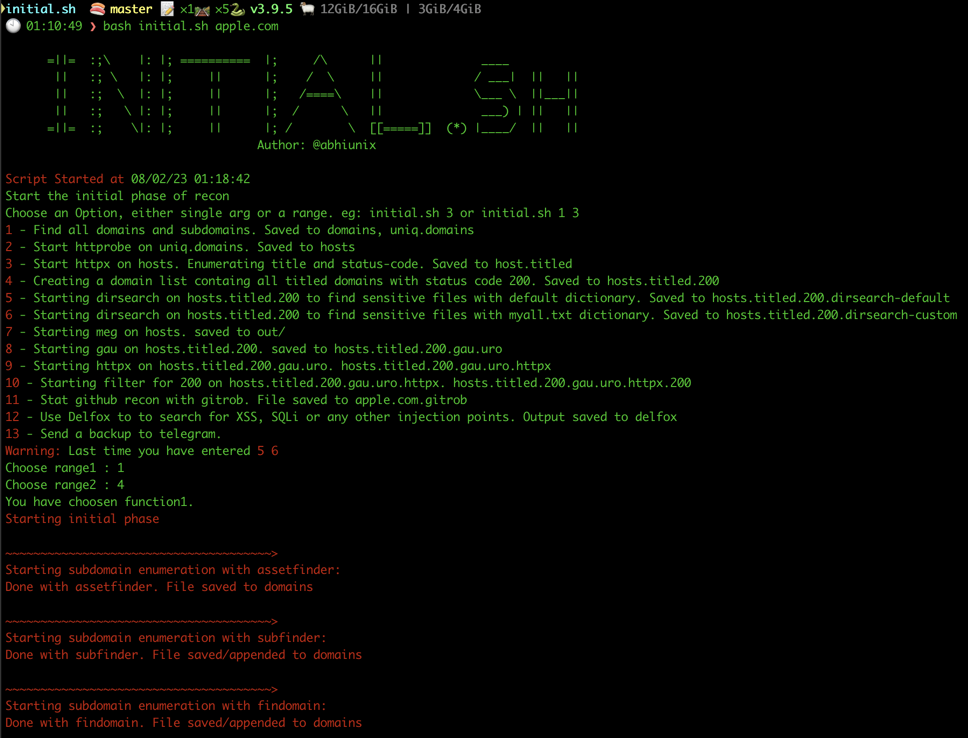 initial.sh master ×1 ×5 v3.9.5 12GiB/16GiB | 3GiB/4GiB
01:10:49 ❯ bash initial.sh apple.com
INITIAL.SH
Author: @abhiunix
Script Started at 08/02/23 01:18:42
Start the initial phase of recon
Choose an Option, either single arg or a range. eg: initial.sh 3 or initial.sh 1 3
1 - Find all domains and subdomains. Saved to domains, uniq.domains
2 - Start httprobe on uniq.domains. Saved to hosts
3 - Start httpx on hosts. Enumerating title and status-code. Saved to host.titled
4 - Creating a domain list containg all titled domains with status code 200. Saved to hosts.titled.200
5 - Starting dirsearch on hosts.titled.200 to find sensitive files with default dictionary. Saved to hosts.titled.200.dirsearch-default
6 - Starting dirsearch on hosts.titled.200 to find sensitive files with myall.txt dictionary. Saved to hosts.titled.200.dirsearch-custom
7 - Starting meg on hosts. saved to out/
8 - Starting gau on hosts.titled.200. saved to hosts.titled.200.gau.uro
9 - Starting httpx on hosts.titled.200.gau.uro. hosts.titled.200.gau.uro.httpx
10 - Starting filter for 200 on hosts.titled.200.gau.uro.httpx. hosts.titled.200.gau.uro.httpx.200
11 - Stat github recon with gitrob. File saved to apple.com.gitrob
12 - Use Delfox to to search for XSS, SQLi or any other injection points. Output saved to delfox
13 - Send a backup to telegram.
Warning: Last time you have entered 5 6
Choose range1 : 1
Choose range2 : 4
You have choosen function1.
Starting initial phase
~~~~~~~~~~~~~~~~~~~~~~~~~~~~~~~~~~~~~~>
Starting subdomain enumeration with assetfinder:
Done with assetfinder. File saved to domains
~~~~~~~~~~~~~~~~~~~~~~~~~~~~~~~~~~~~~~>
Starting subdomain enumeration with subfinder:
Done with subfinder. File saved/appended to domains
~~~~~~~~~~~~~~~~~~~~~~~~~~~~~~~~~~~~~~>
Starting subdomain enumeration with findomain:
Done with findomain. File saved/appended to domains